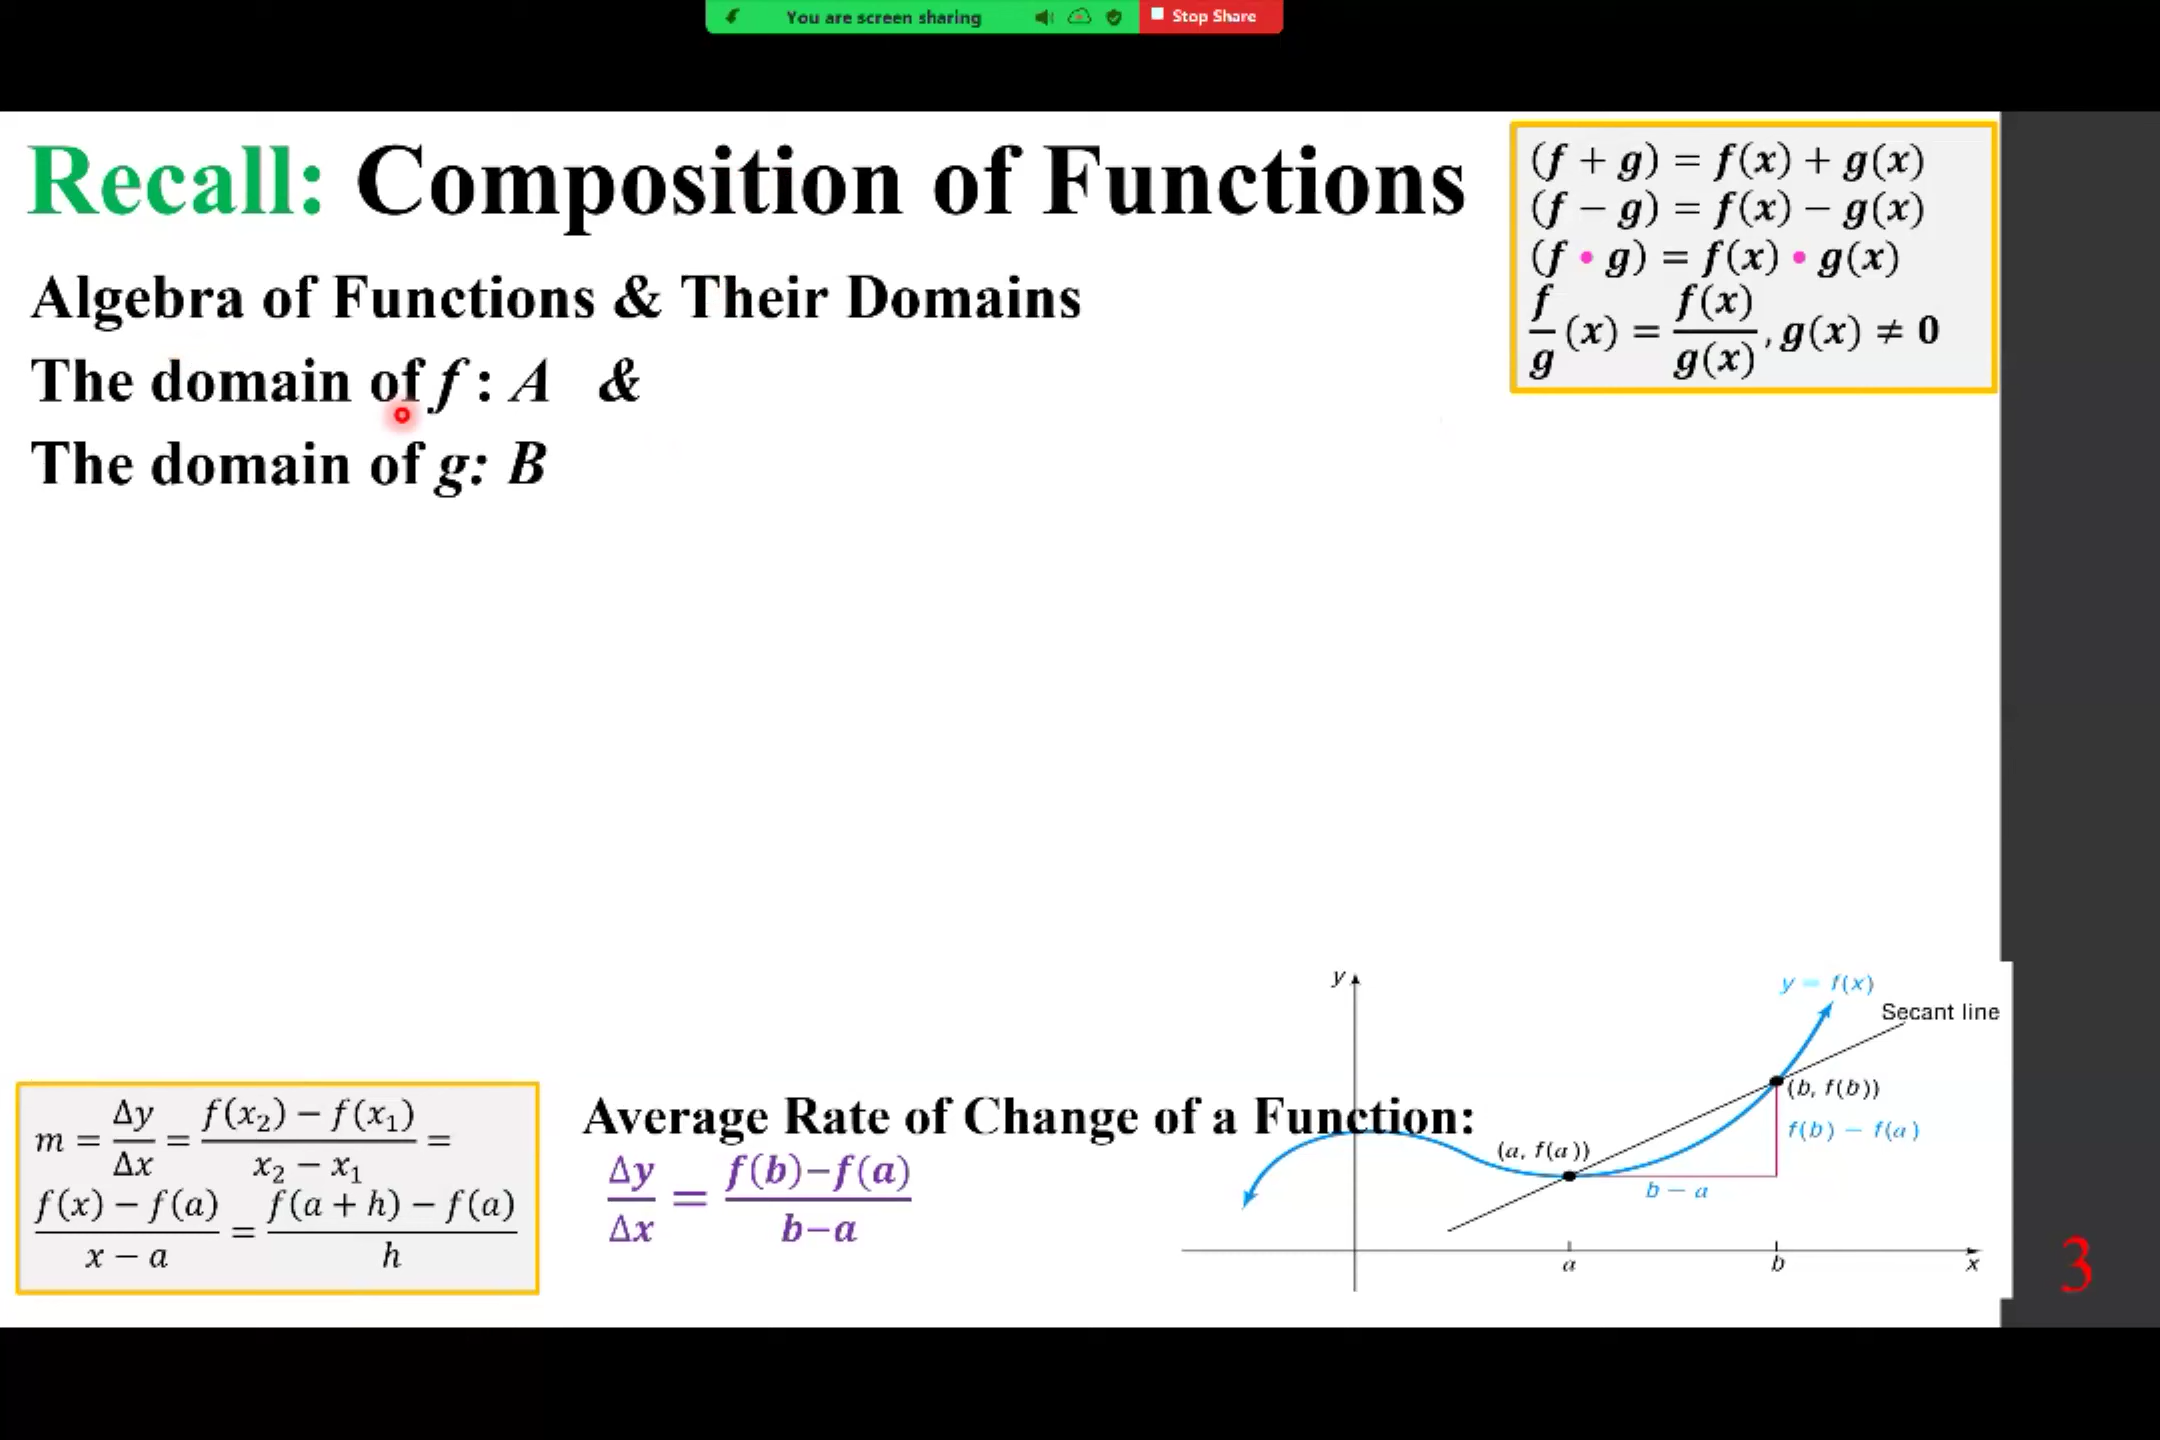 You are screen sharing
Stop Share
Recall: Composition of Functions
(f + g) = f(x) + g(x)
(f − g) = f(x) − g(x)
(f • g) = f(x) • g(x)
f/g (x) = f(x)/g(x), g(x) ≠ 0
Algebra of Functions & Their Domains
The domain of f : A &
The domain of g: B
m = Δy/Δx = f(x₂) − f(x₁)/x₂ − x₁ =
f(x) − f(a)/x − a = f(a + h) − f(a)/h
Average Rate of Change of a Function:
Δy/Δx = f(b)−f(a)/b−a
y
y = f(x)
Secant line
(b, f(b))
f(b) − f(a)
(a, f(a))
b − a
a
b
x
3